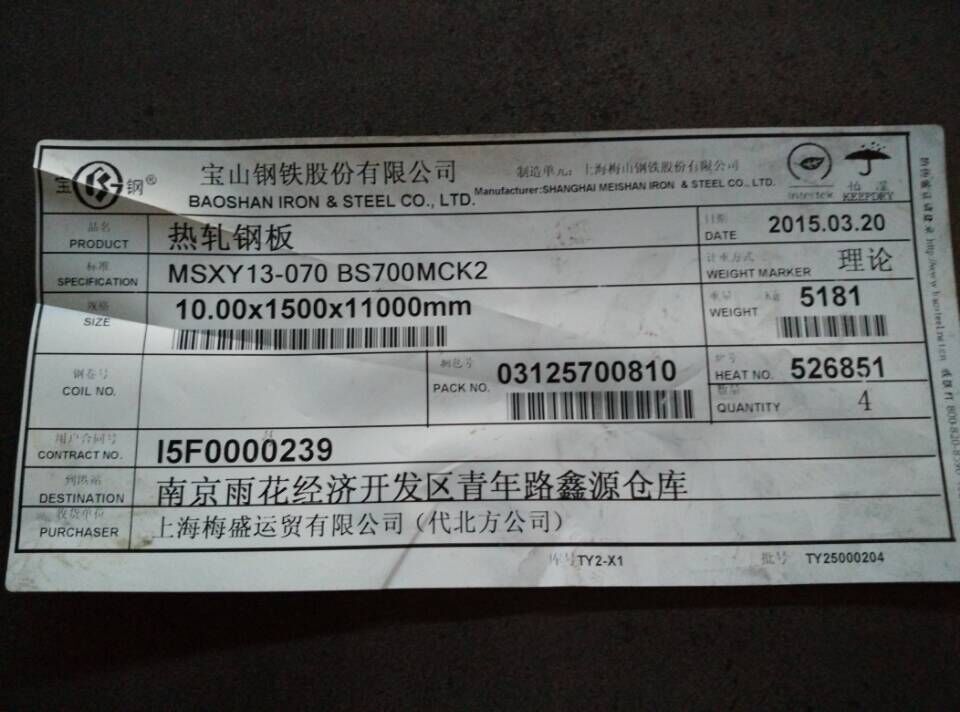 宝 钢®
宝山钢铁股份有限公司
BAOSHAN IRON & STEEL CO., LTD.
制造单元: 上海梅山钢铁股份有限公司
Manufacturer:SHANGHAI MEISHAN IRON & STEEL CO., LTD.
Intertek
怕 湿
KEEPDRY
品名
PRODUCT
热轧钢板
日期
DATE
2015.03.20
标准
SPECIFICATION
MSXY13-070 BS700MCK2
计重方式
WEIGHT MARKER
理论
规格
SIZE
10.00x1500x11000mm
重量 Kg
WEIGHT
5181
钢卷号
COIL NO.
捆包号
PACK NO.
03125700810
炉号
HEAT NO.
526851
数量
QUANTITY
4
用户合同号
CONTRACT NO.
I5F0000239
到达站
DESTINATION
南京雨花经济开发区青年路鑫源仓库
收货单位
PURCHASER
上海梅盛运贸有限公司（代北方公司）
库号TY2-X1
批号 TY25000204